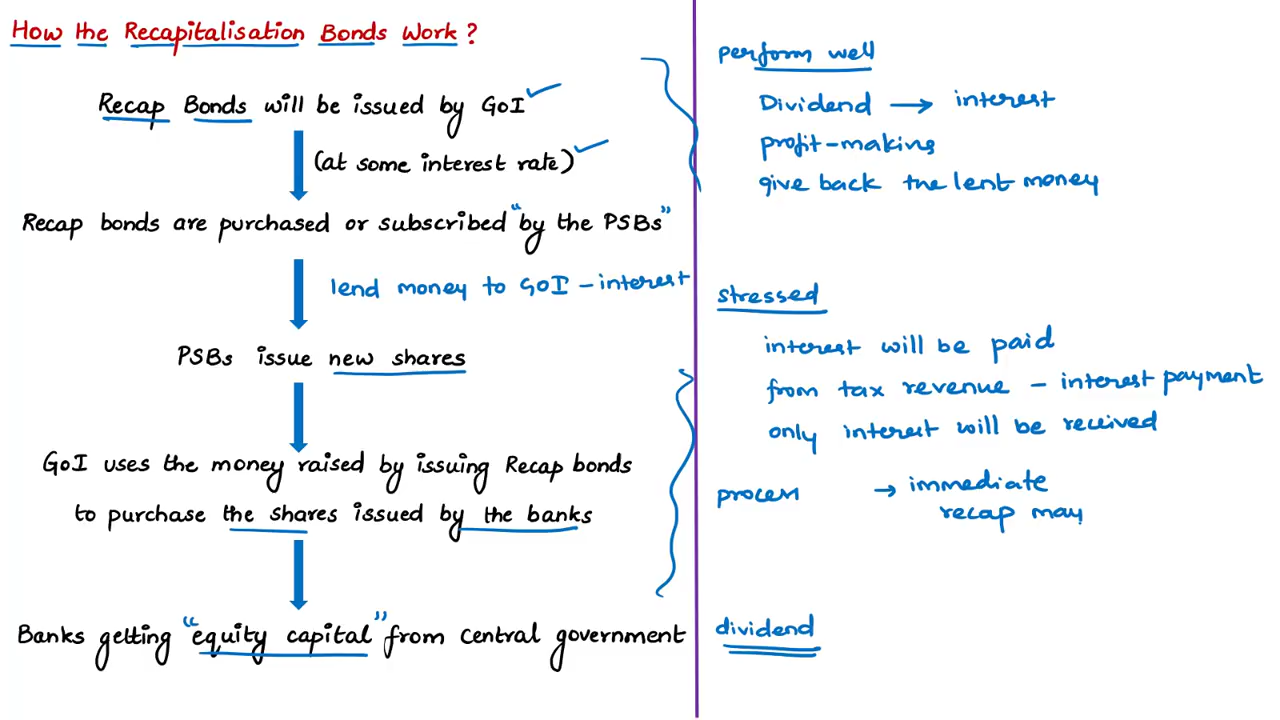 How the Recapitalisation Bonds Work ?
Recap Bonds will be issued by GoI
(at some interest rate)
Recap bonds are purchased or subscribed "by the PSBs"
lend money to GOI - interest
PSBs issue new shares
GoI uses the money raised by issuing Recap bonds
to purchase the shares issued by the banks
Banks getting "equity capital" from central government
perform well
Dividend → interest
profit-making
give back the lent money
stressed
interest will be paid
from tax revenue - interest payment
only interest will be received
process → immediate
recap may
dividend